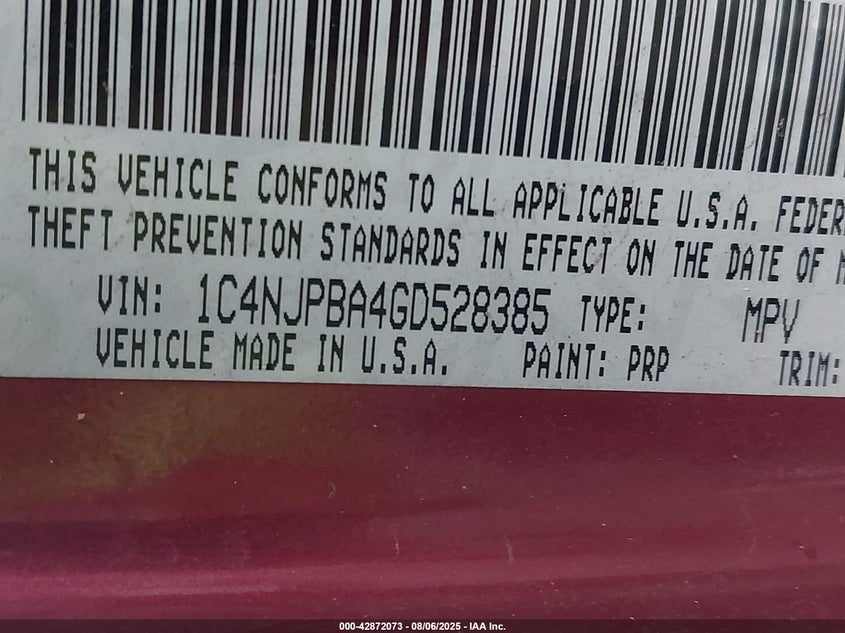 THIS VEHICLE CONFORMS TO ALL APPLICABLE U.S.A. FEDER
THEFT PREVENTION STANDARDS IN EFFECT ON THE DATE OF M
VIN: 1C4NJPBA4GD528385 TYPE: MPV
VEHICLE MADE IN U.S.A. PAINT: PRP TRIM:
000-42872073 - 08/06/2025 - IAA Inc.